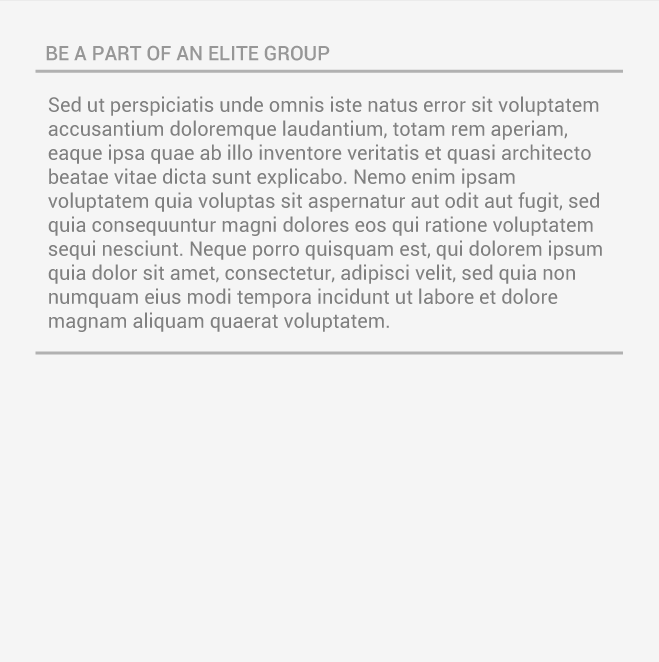 BE A PART OF AN ELITE GROUP
Sed ut perspiciatis unde omnis iste natus error sit voluptatem
accusantium doloremque laudantium, totam rem aperiam,
eaque ipsa quae ab illo inventore veritatis et quasi architecto
beatae vitae dicta sunt explicabo. Nemo enim ipsam
voluptatem quia voluptas sit aspernatur aut odit aut fugit, sed
quia consequuntur magni dolores eos qui ratione voluptatem
sequi nesciunt. Neque porro quisquam est, qui dolorem ipsum
quia dolor sit amet, consectetur, adipisci velit, sed quia non
numquam eius modi tempora incidunt ut labore et dolore
magnam aliquam quaerat voluptatem.